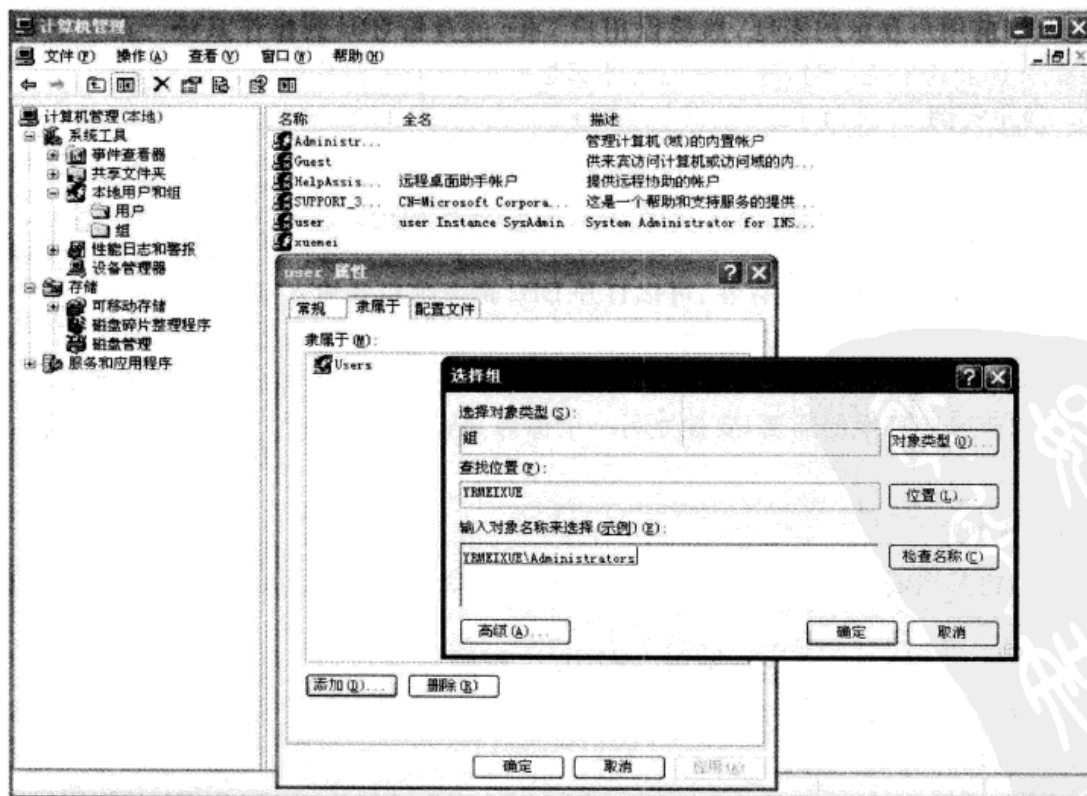 计算机管理
文件(F) 操作(A) 查看(V) 窗口(W) 帮助(H)
计算机管理(本地)
系统工具
事件查看器
共享文件夹
本地用户和组
用户
组
性能日志和警报
设备管理器
存储
可移动存储
磁盘碎片整理程序
磁盘管理
服务和应用程序
名称 全名 描述
Administr... 管理计算机(域)的内置帐户
Guest 供来宾访问计算机或访问域的内...
HelpAssis... 远程桌面助手帐户 提供远程协助的帐户
SUPPORT_3... CN=Microsoft Corpora... 这是一个帮助和支持服务的提供...
user user Instance SysAdmin System Administrator for INS...
xuemei
user 属性
常规 隶属于 配置文件
隶属于(M):
Users
添加(D)... 删除(R)
确定 取消 应用(A)
选择组
选择对象类型(S):
组 对象类型(O)...
查找位置(F):
YRMEIXUE 位置(L)...
输入对象名称来选择(示例)(E):
YRMEIXUE\Administrators 检查名称(C)
高级(A)... 确定 取消